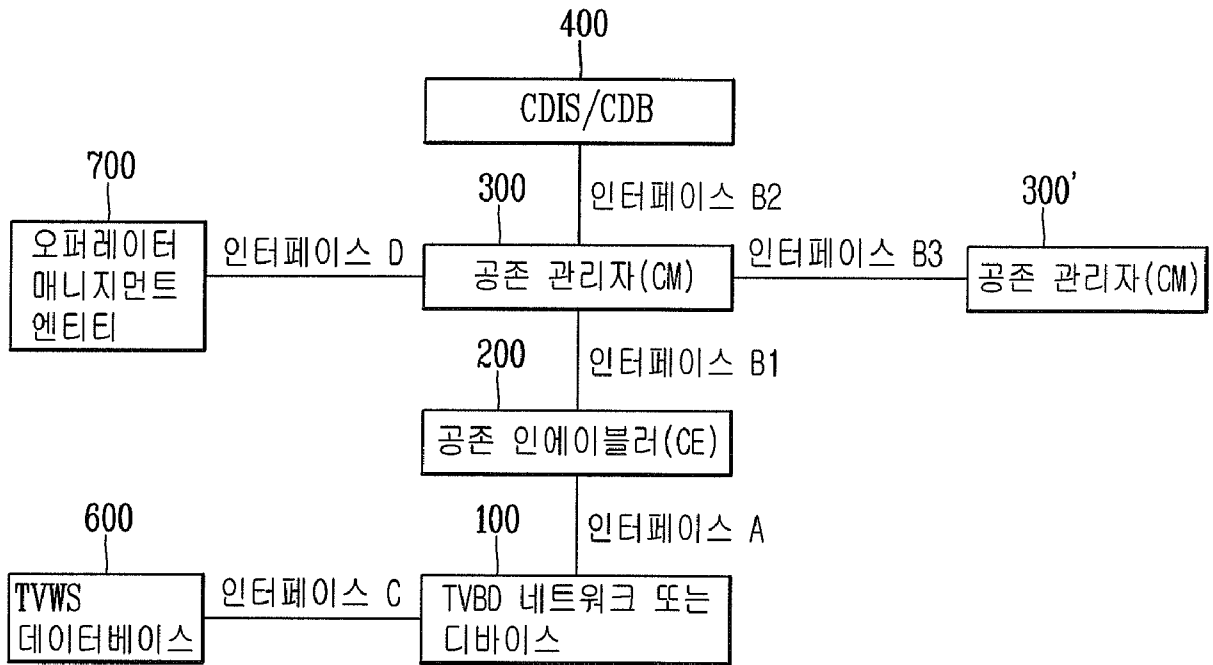 400
CDIS/CDB
700
300
인터페이스 B2
300'
오퍼레이터
매니지먼트
엔티티
인터페이스 D
공존 관리자(CM)
인터페이스 B3
공존 관리자(CM)
200
인터페이스 B1
공존 인에이블러(CE)
600
100
인터페이스 A
TVWS
데이터베이스
인터페이스 C
TVBD 네트워크 또는
디바이스